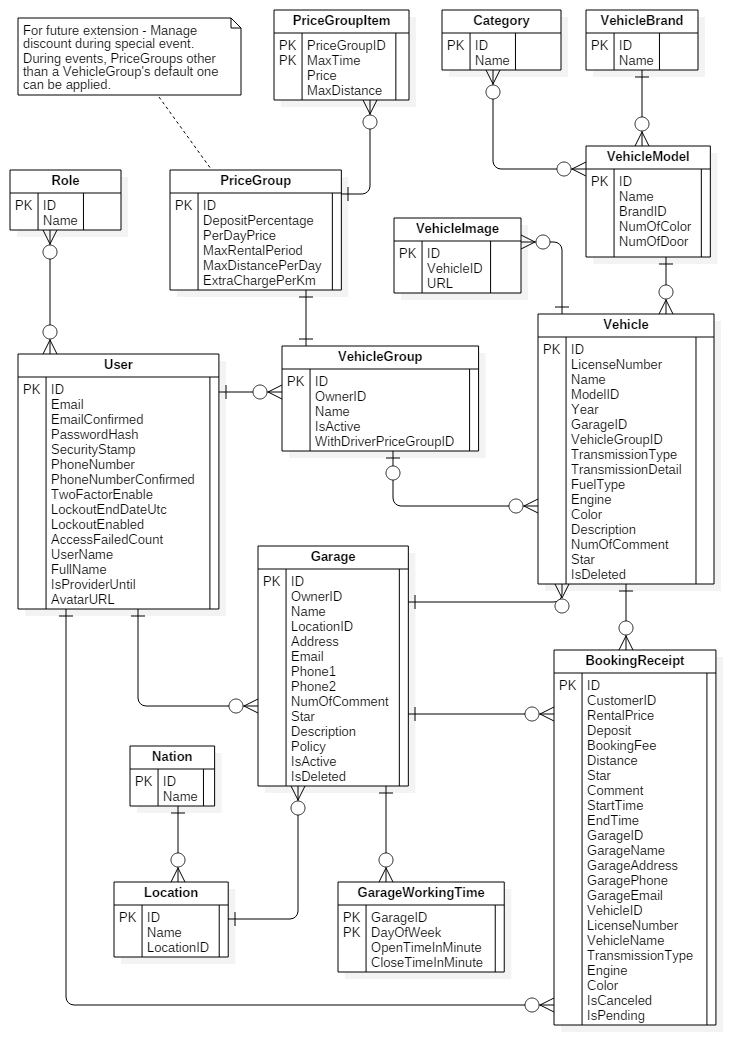 For future extension - Manage
discount during special event.
During events, PriceGroups other
than a VehicleGroup's default one
can be applied.
PriceGroupItem
PK PriceGroupID
PK MaxTime
Price
MaxDistance
Category
PK ID
Name
VehicleBrand
PK ID
Name
VehicleModel
PK ID
Name
BrandID
NumOfColor
NumOfDoor
Role
PK ID
Name
PriceGroup
PK ID
DepositPercentage
PerDayPrice
MaxRentalPeriod
MaxDistancePerDay
ExtraChargePerKm
VehicleImage
PK ID
VehicleID
URL
User
PK ID
Email
EmailConfirmed
PasswordHash
SecurityStamp
PhoneNumber
PhoneNumberConfirmed
TwoFactorEnable
LockoutEndDateUtc
LockoutEnabled
AccessFailedCount
UserName
FullName
IsProviderUntil
AvatarURL
VehicleGroup
PK ID
OwnerID
Name
IsActive
WithDriverPriceGroupID
Vehicle
PK ID
LicenseNumber
Name
ModelID
Year
GarageID
VehicleGroupID
TransmissionType
TransmissionDetail
FuelType
Engine
Color
Description
NumOfComment
Star
IsDeleted
Garage
PK ID
OwnerID
Name
LocationID
Address
Email
Phone1
Phone2
NumOfComment
Star
Description
Policy
IsActive
IsDeleted
BookingReceipt
PK ID
CustomerID
RentalPrice
Deposit
BookingFee
Distance
Star
Comment
StartTime
EndTime
GarageID
GarageName
GarageAddress
GaragePhone
GarageEmail
VehicleID
LicenseNumber
VehicleName
TransmissionType
Engine
Color
IsCanceled
IsPending
Nation
PK ID
Name
Location
PK ID
Name
LocationID
GarageWorkingTime
PK GarageID
PK DayOfWeek
OpenTimeInMinute
CloseTimeInMinute